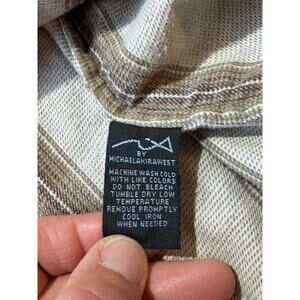 BY
MICHAELAKIRAWEST
MACHINE WASH COLD
WITH LIKE COLORS
DO NOT BLEACH
TUMBLE DRY LOW
TEMPERATURE
REMOVE PROMPTLY
COOL IRON
WHEN NEEDED